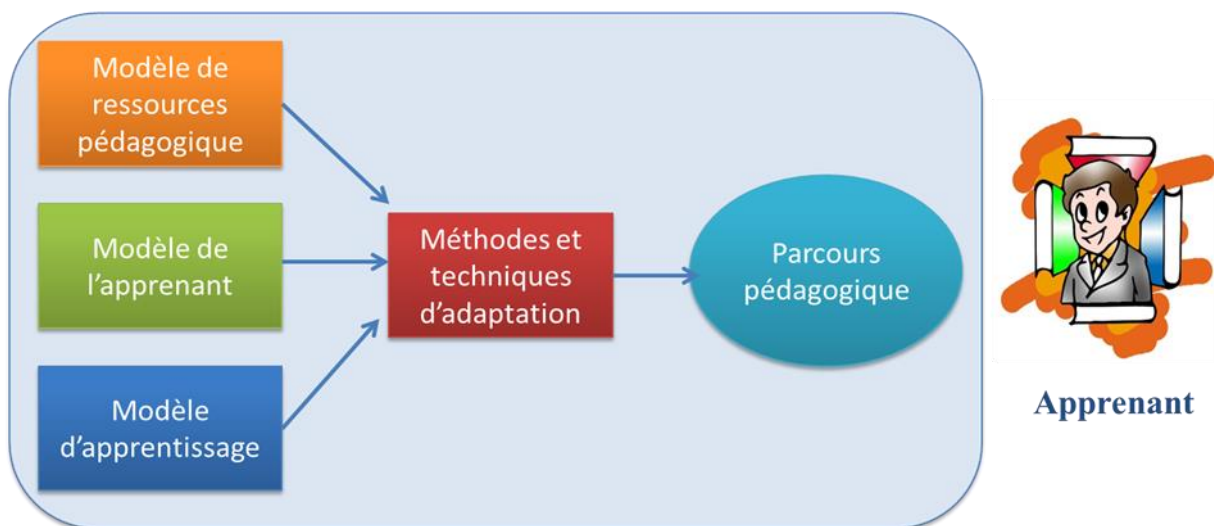 Modèle de
ressources
pédagogique
Modèle de
l'apprenant
Modèle
d'apprentissage
Méthodes et
techniques
d'adaptation
Parcours
pédagogique
Apprenant